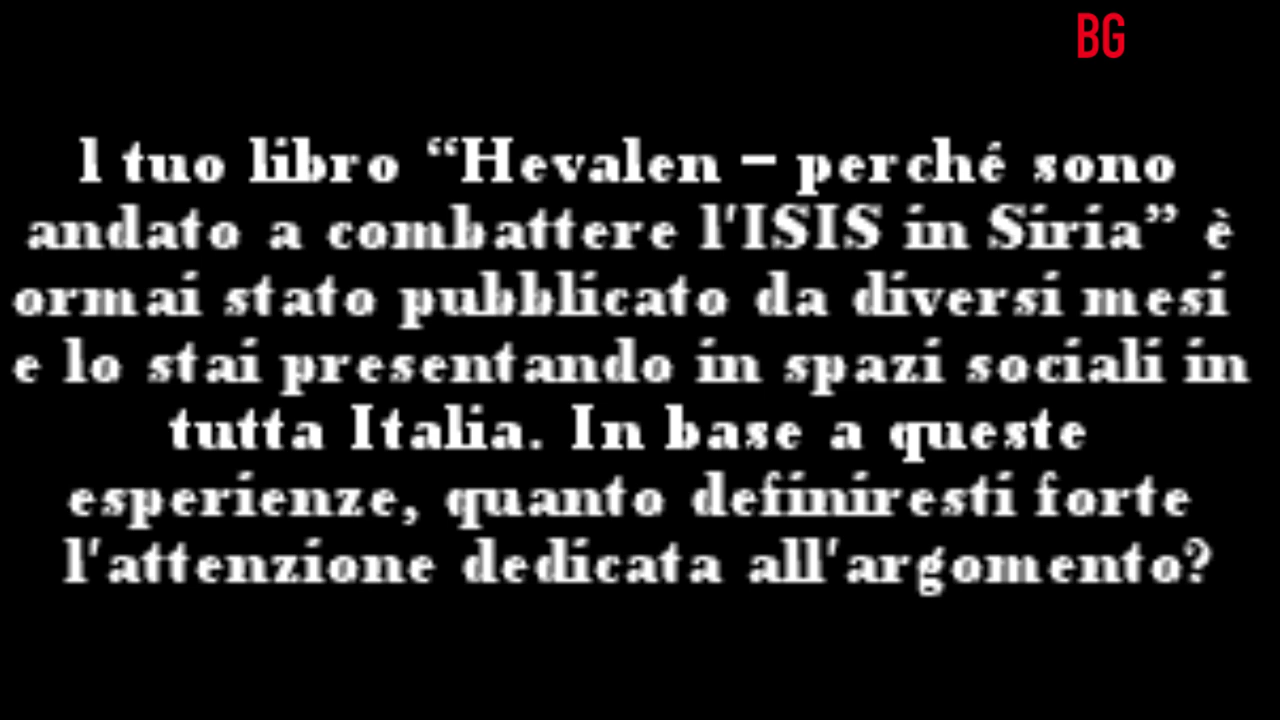 BG
l tuo libro “Hevalen – perché sono
andato a combattere l'ISIS in Siria” è
ormai stato pubblicato da diversi mesi
e lo stai presentando in spazi sociali in
tutta Italia. In base a queste
esperienze, quanto definiresti forte
l'attenzione dedicata all'argomento?